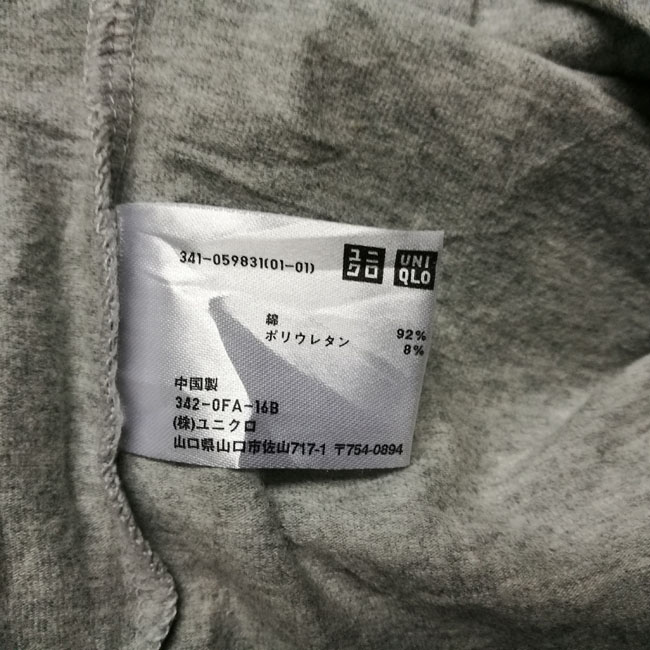 341-059831(01-01)
ユニクロ
UNIQLO
綿 92%
ポリウレタン 8%
中国製
342-0FA-16B
(株)ユニクロ
山口県山口市佐山717-1 〒754-0894